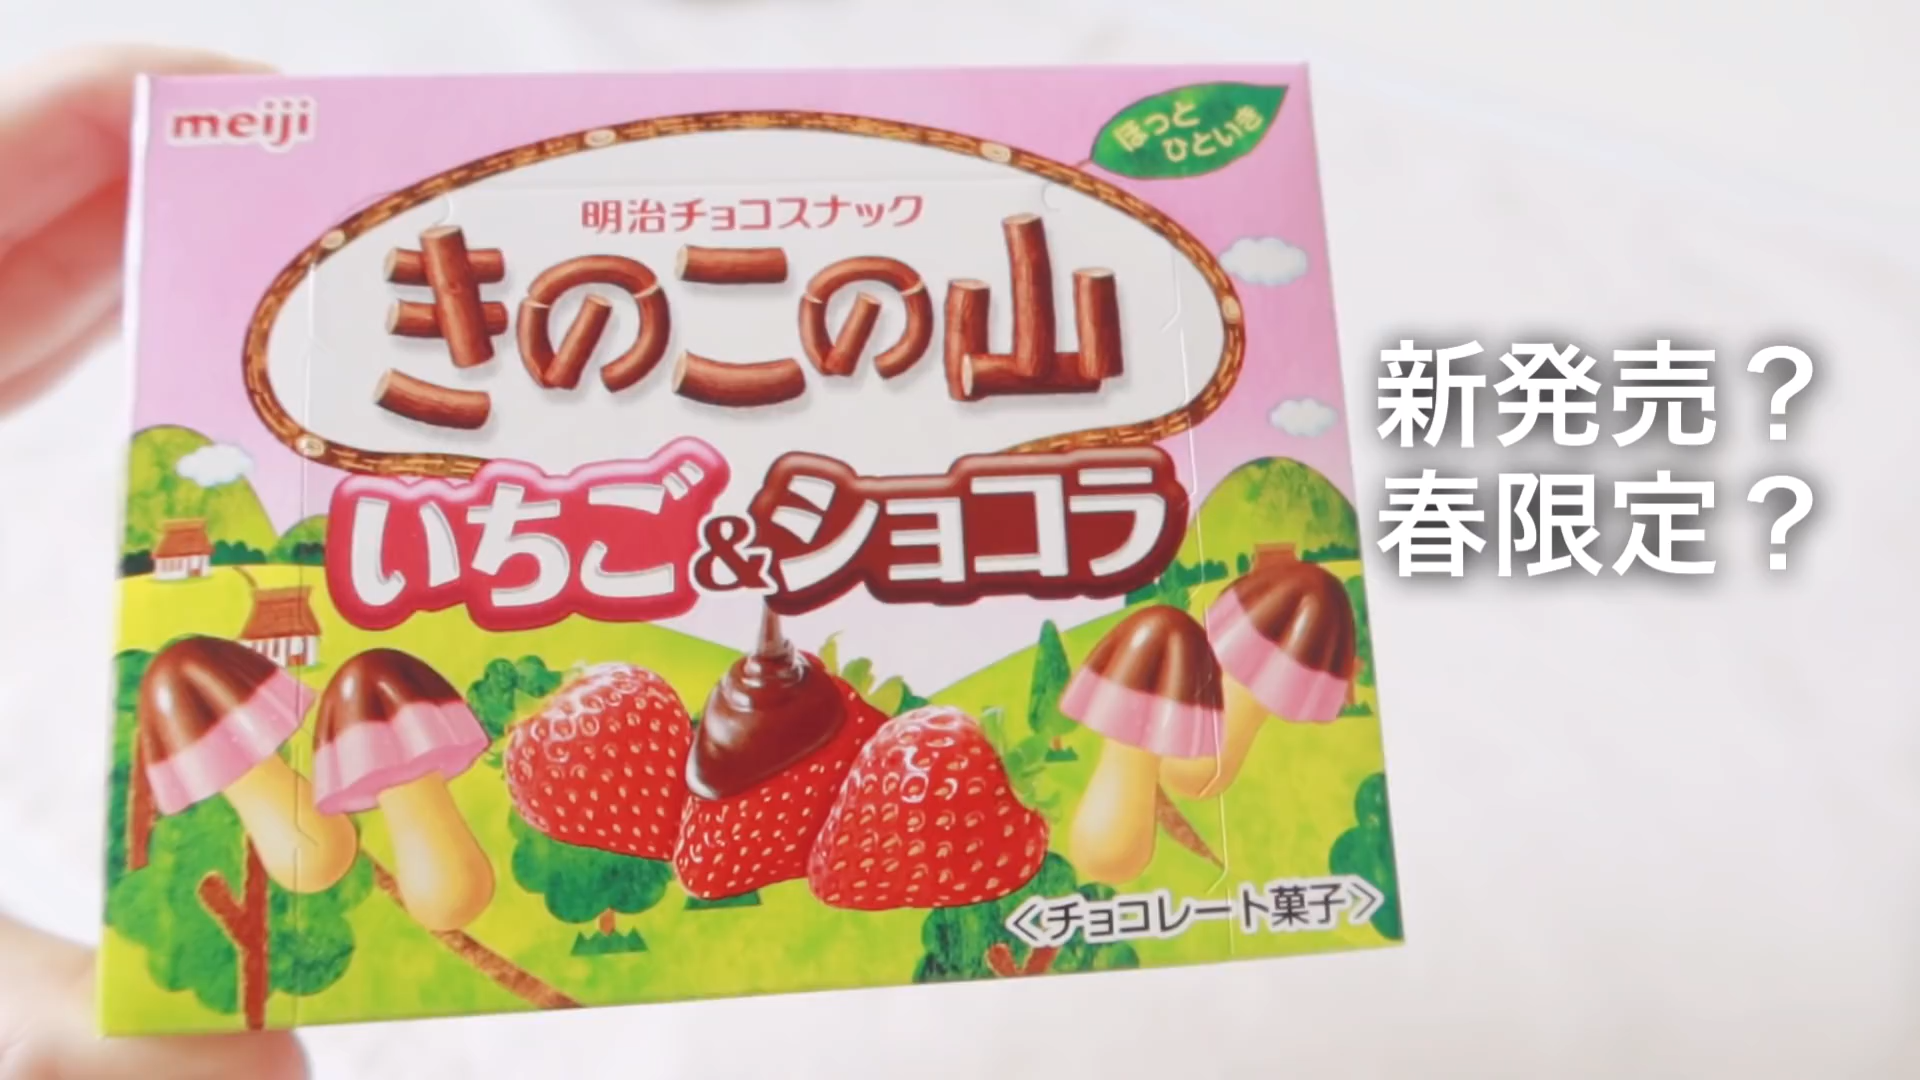 meiji
ほっと
ひといき
明治チョコスナック
きのこの山
いちご&ショコラ
<チョコレート菓子>
新発売？
春限定？